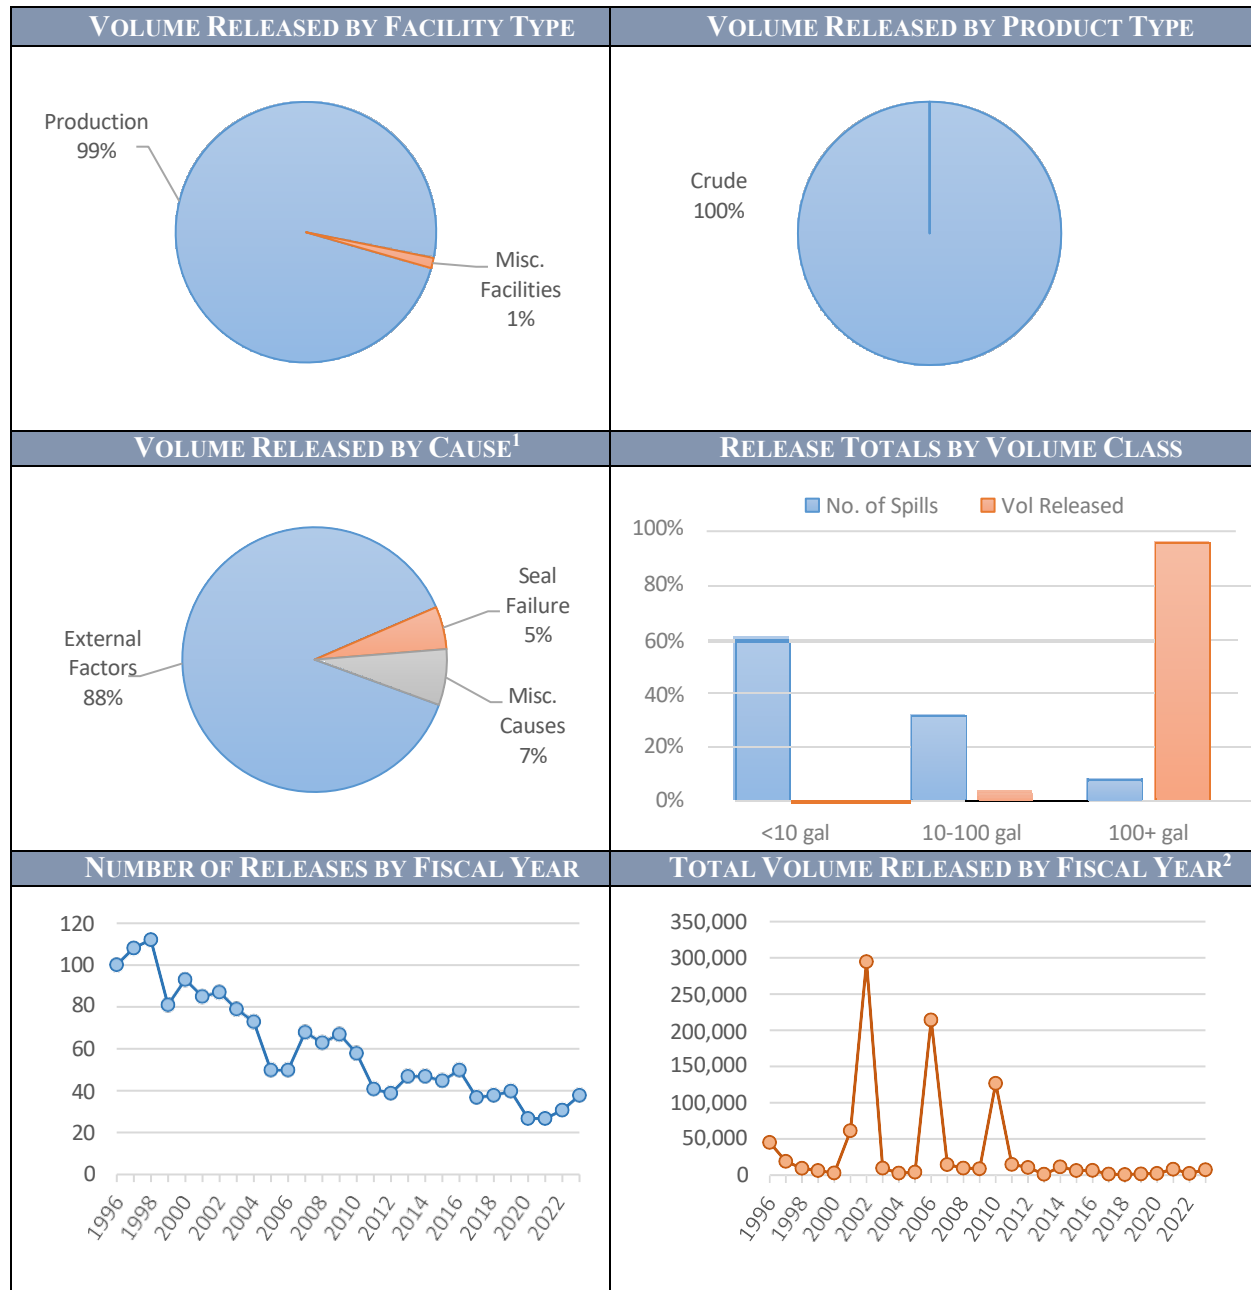 VOLUME RELEASED BY FACILITY TYPE
VOLUME RELEASED BY PRODUCT TYPE
Production
99%
Misc.
Facilities
1%
Crude
100%
VOLUME RELEASED BY CAUSE1
RELEASE TOTALS BY VOLUME CLASS
External
Factors
88%
Seal
Failure
5%
Misc.
Causes
7%
No. of Spills
Vol Released
100%
80%
60%
40%
20%
0%
<10 gal
10-100 gal
100+ gal
NUMBER OF RELEASES BY FISCAL YEAR
TOTAL VOLUME RELEASED BY FISCAL YEAR2
120
100
80
60
40
20
0
1996
1998
2000
2002
2004
2006
2008
2010
2012
2014
2016
2018
2020
2022
350,000
300,000
250,000
200,000
150,000
100,000
50,000
0
1996
1998
2000
2002
2004
2006
2008
2010
2012
2014
2016
2018
2020
2022